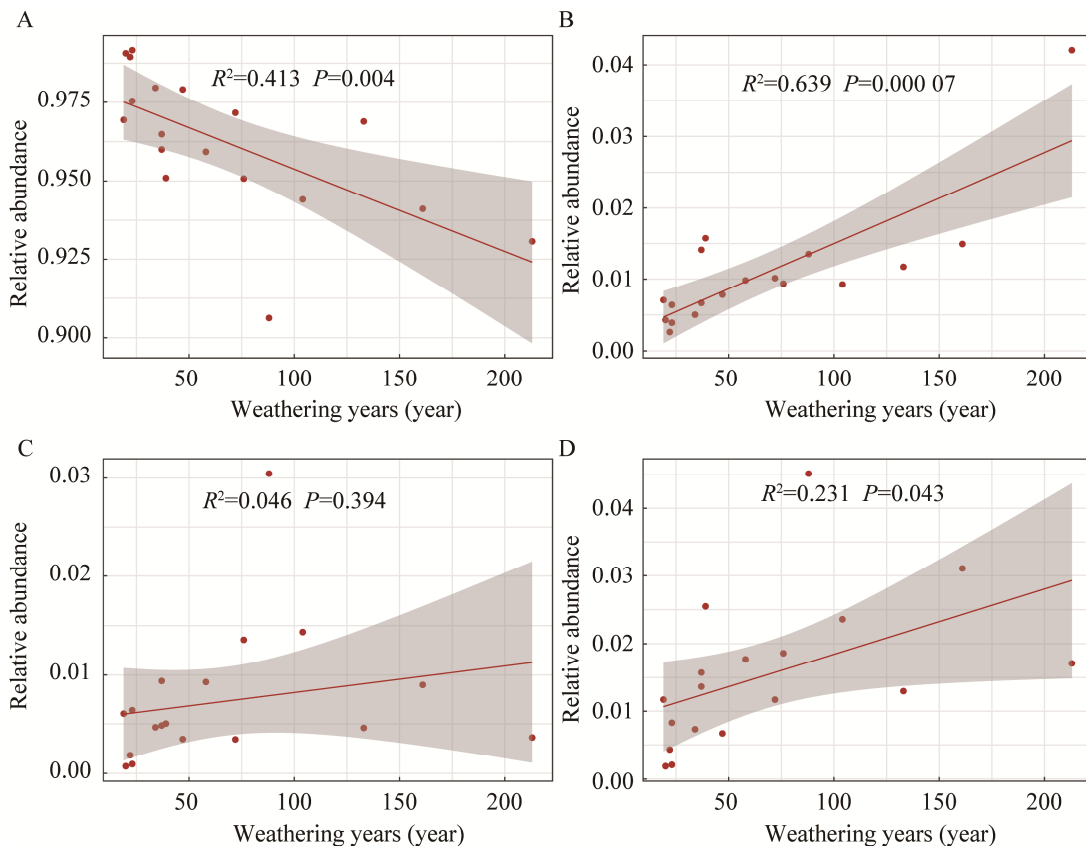 A
R²=0.413 P=0.004
0.975
0.950
0.925
0.900
Relative abundance
50 100 150 200
Weathering years (year)
B
R²=0.639 P=0.000 07
0.04
0.03
0.02
0.01
0.00
Relative abundance
50 100 150 200
Weathering years (year)
C
R²=0.046 P=0.394
0.03
0.02
0.01
0.00
Relative abundance
50 100 150 200
Weathering years (year)
D
R²=0.231 P=0.043
0.04
0.03
0.02
0.01
0.00
Relative abundance
50 100 150 200
Weathering years (year)